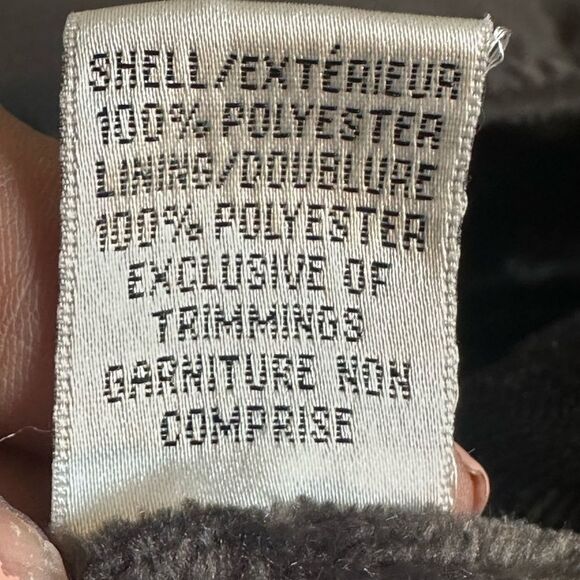 SHELL/EXTÉRIEUR
100% POLYESTER
LINING/DOUBLURE
100% POLYESTER
EXCLUSIVE OF
TRIMMINGS
GARNITURE NON
COMPRISE